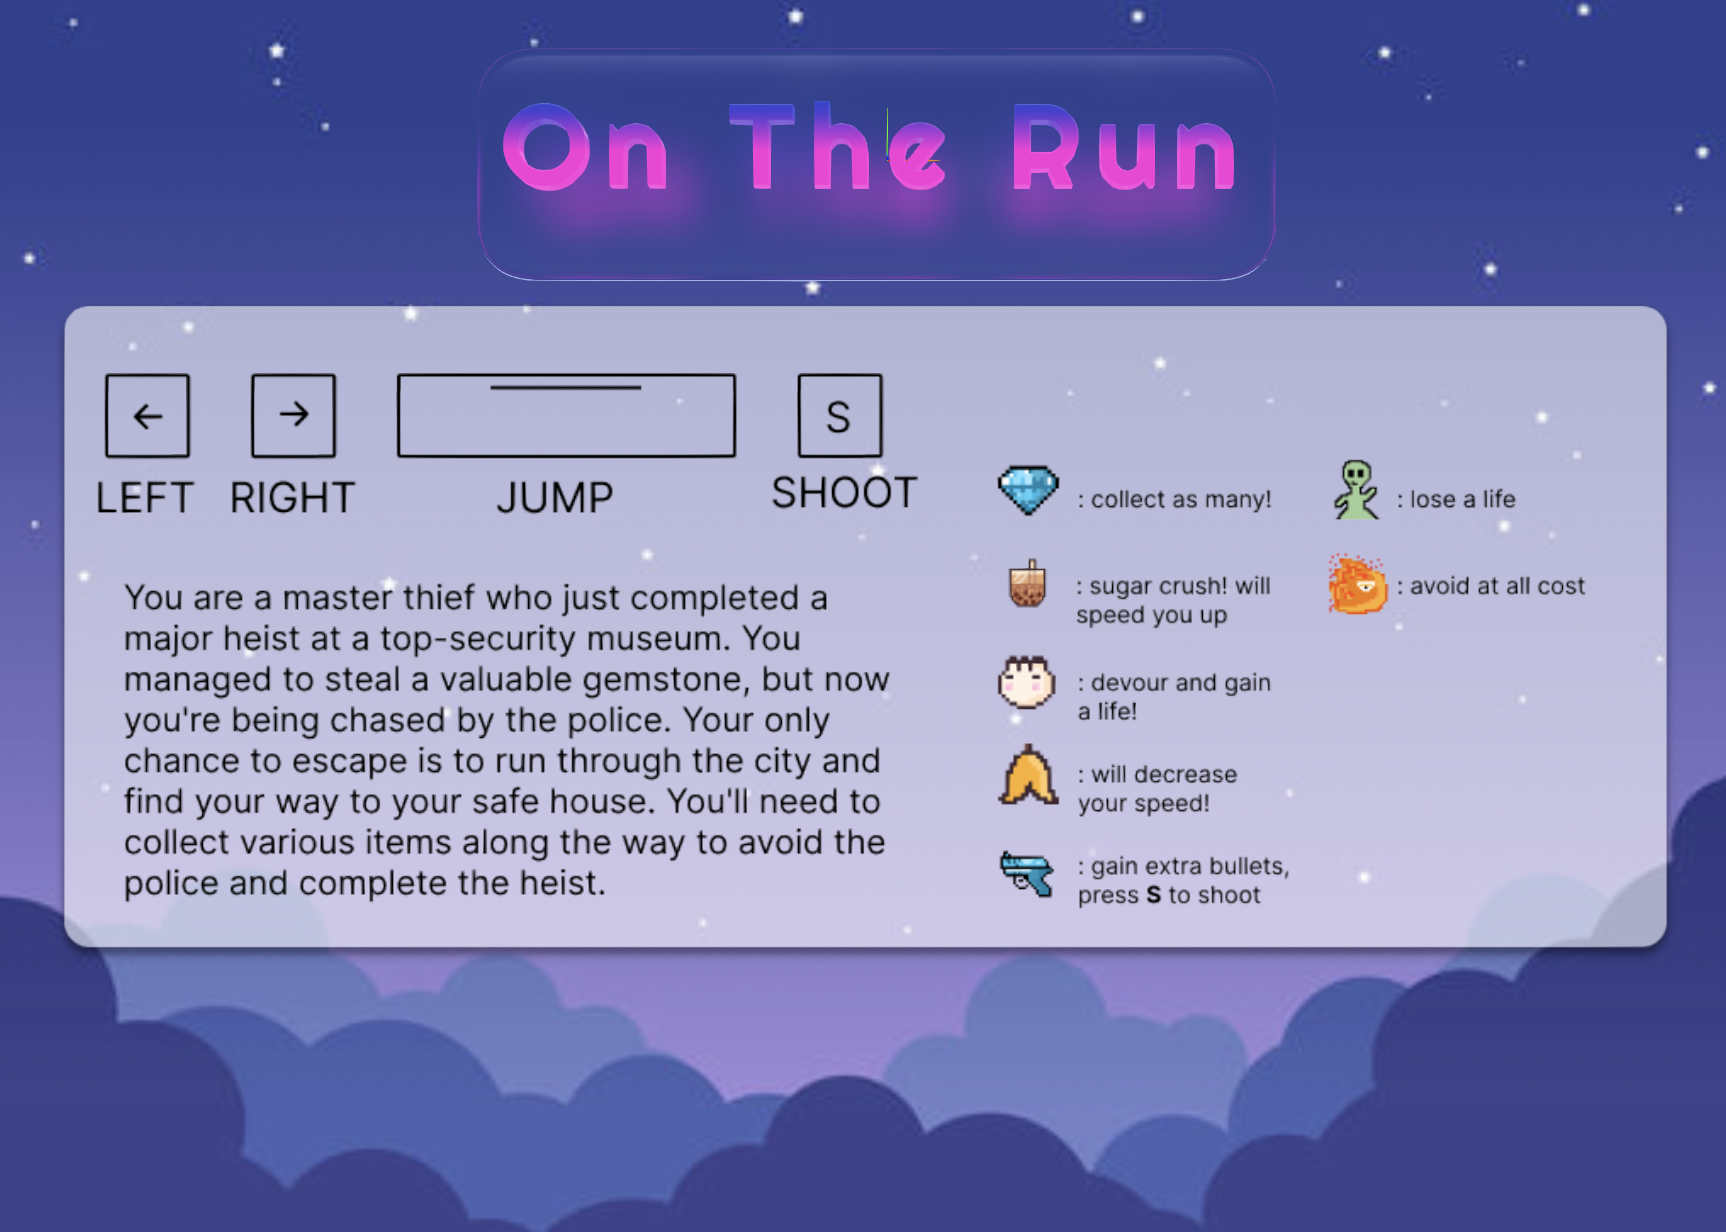 On The Run
← → S
LEFT RIGHT JUMP SHOOT
You are a master thief who just completed a
major heist at a top-security museum. You
managed to steal a valuable gemstone, but now
you're being chased by the police. Your only
chance to escape is to run through the city and
find your way to your safe house. You'll need to
collect various items along the way to avoid the
police and complete the heist.
: collect as many!
: sugar crush! will
speed you up
: devour and gain
a life!
: will decrease
your speed!
: gain extra bullets,
press S to shoot
: lose a life
: avoid at all cost